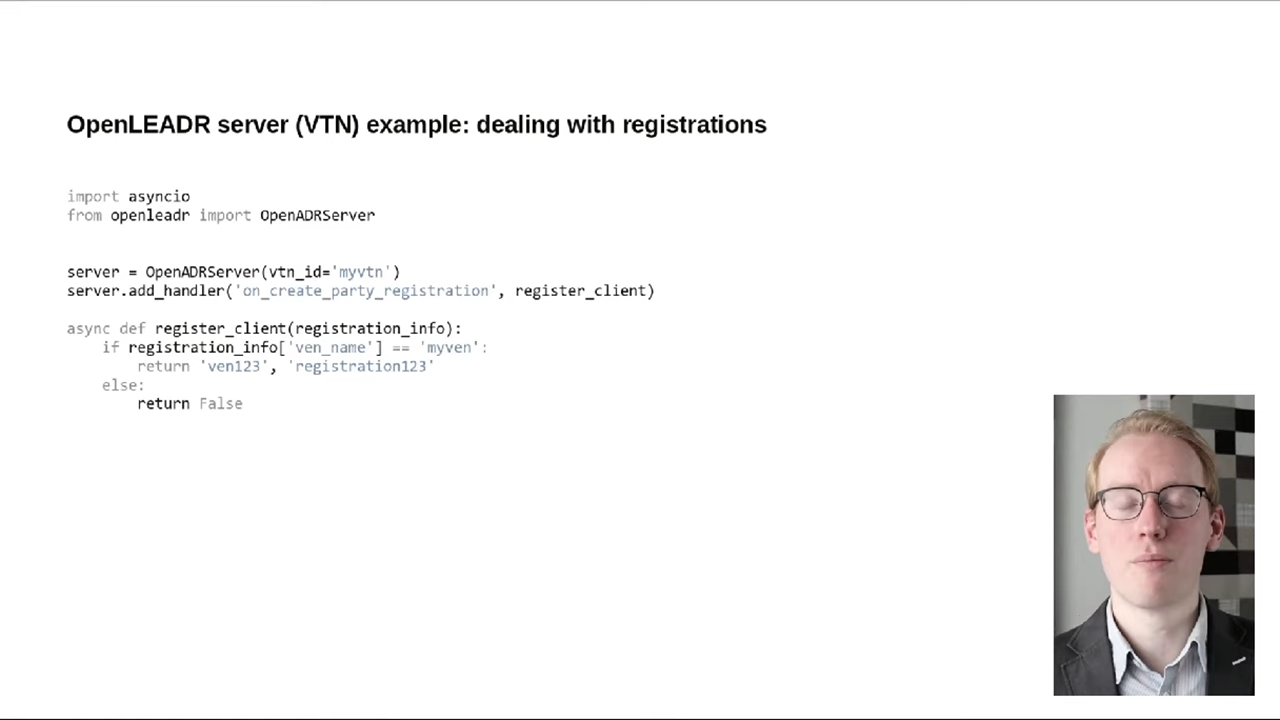 OpenLEADR server (VTN) example: dealing with registrations
import asyncio
from openleadr import OpenADRServer
server = OpenADRServer(vtn_id='myvtn')
server.add_handler('on_create_party_registration', register_client)
async def register_client(registration_info):
    if registration_info['ven_name'] == 'myven':
        return 'ven123', 'registration123'
    else:
        return False